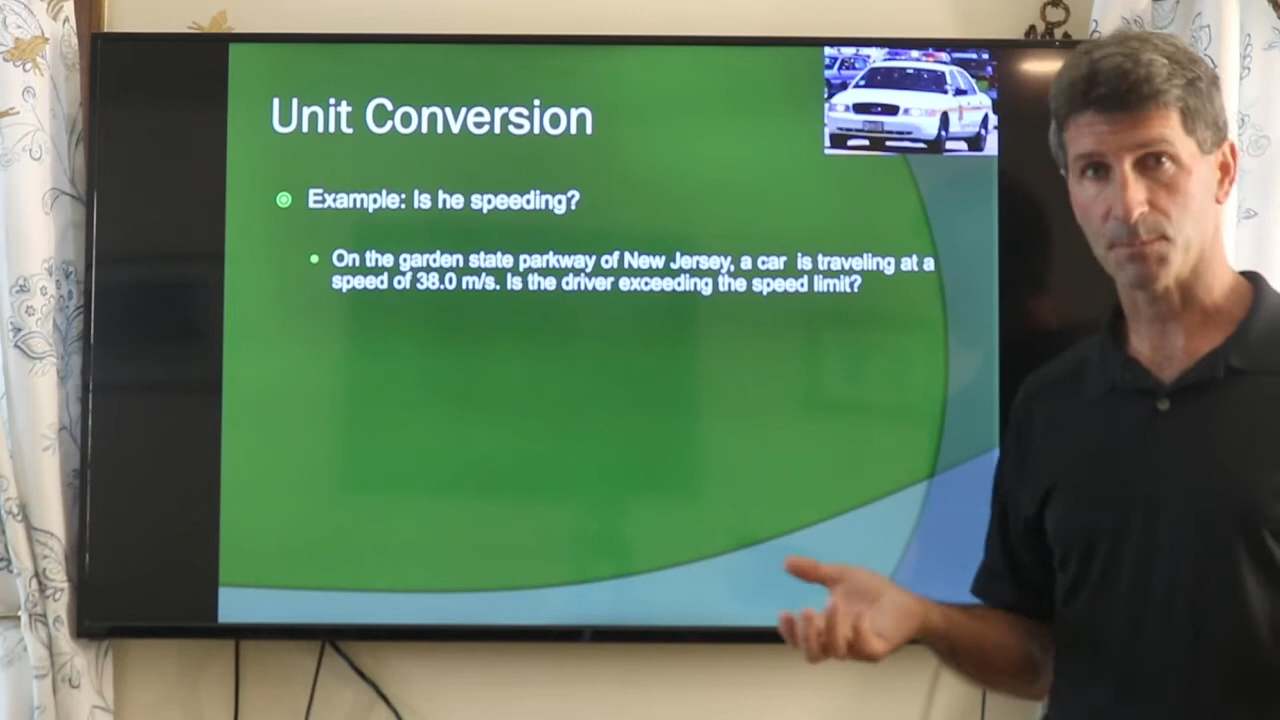 Unit Conversion
Example: Is he speeding?
On the garden state parkway of New Jersey, a car is traveling at a
speed of 38.0 m/s. Is the driver exceeding the speed limit?